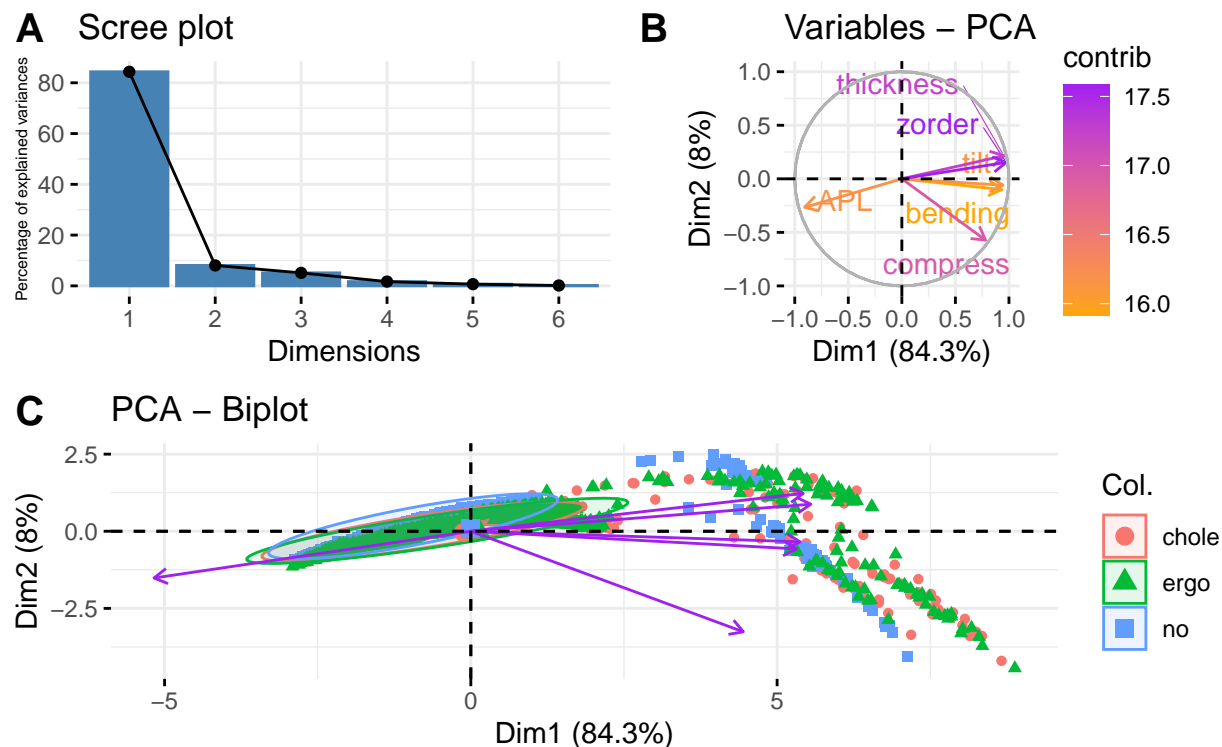 A Scree plot
Percentage of explained variances
80
60
40
20
0
1 2 3 4 5 6
Dimensions
B Variables – PCA
Dim2 (8%)
1.0
0.5
0.0
−0.5
−1.0
thickness
zorder
tilt
APL
bending
compress
−1.0 −0.5 0.0 0.5 1.0
Dim1 (84.3%)
contrib
17.5
17.0
16.5
16.0
C PCA – Biplot
Dim2 (8%)
2.5
0.0
−2.5
−5 0 5
Dim1 (84.3%)
Col.
chole
ergo
no